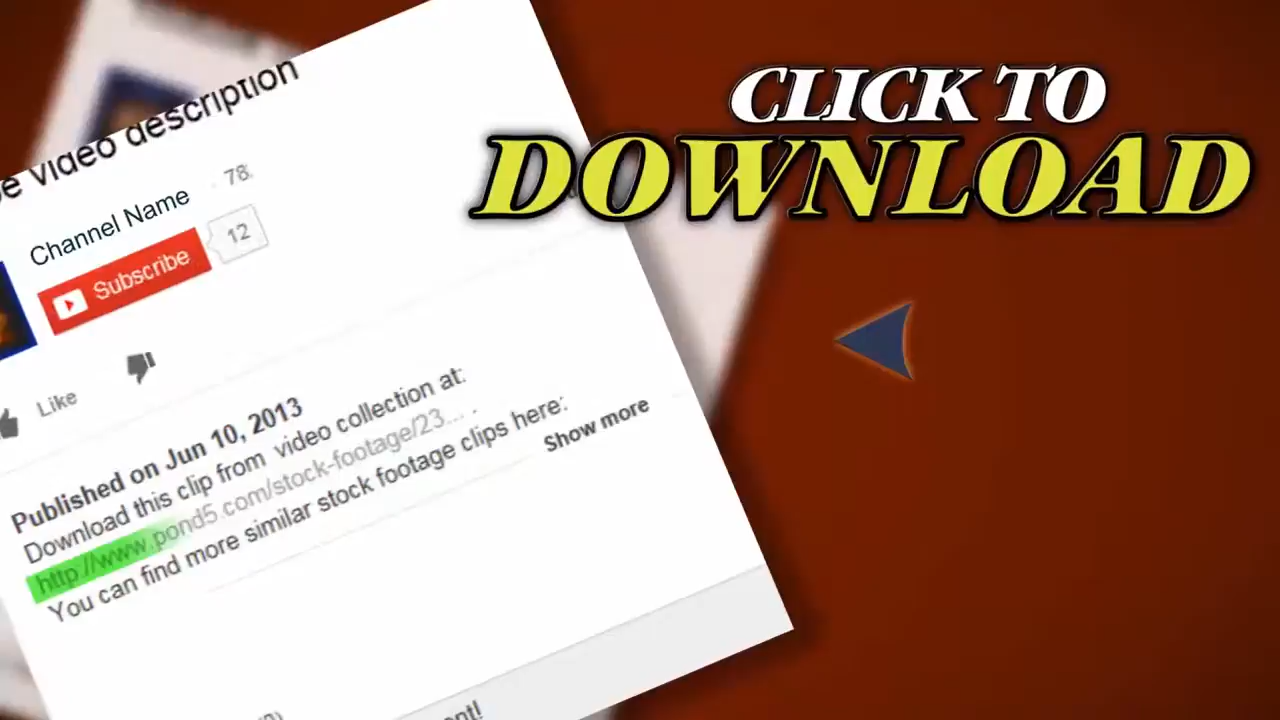 CLICK TO
DOWNLOAD
video description
Channel Name
78
Subscribe
12
Like
Published on Jun 10, 2013
Download this clip from video collection at:
http://www.pond5.com/stock-footage/23...
You can find more similar stock footage clips here:
Show more